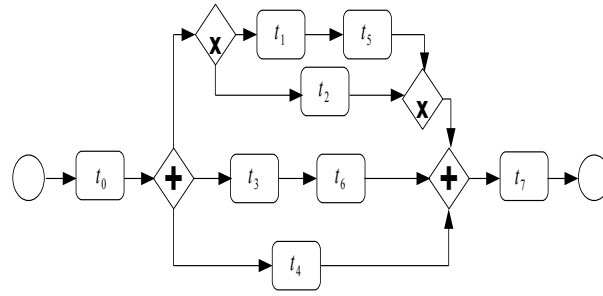 x
t₁
t₅
t₂
x
t₀
+
t₃
t₆
+
t₇
t₄